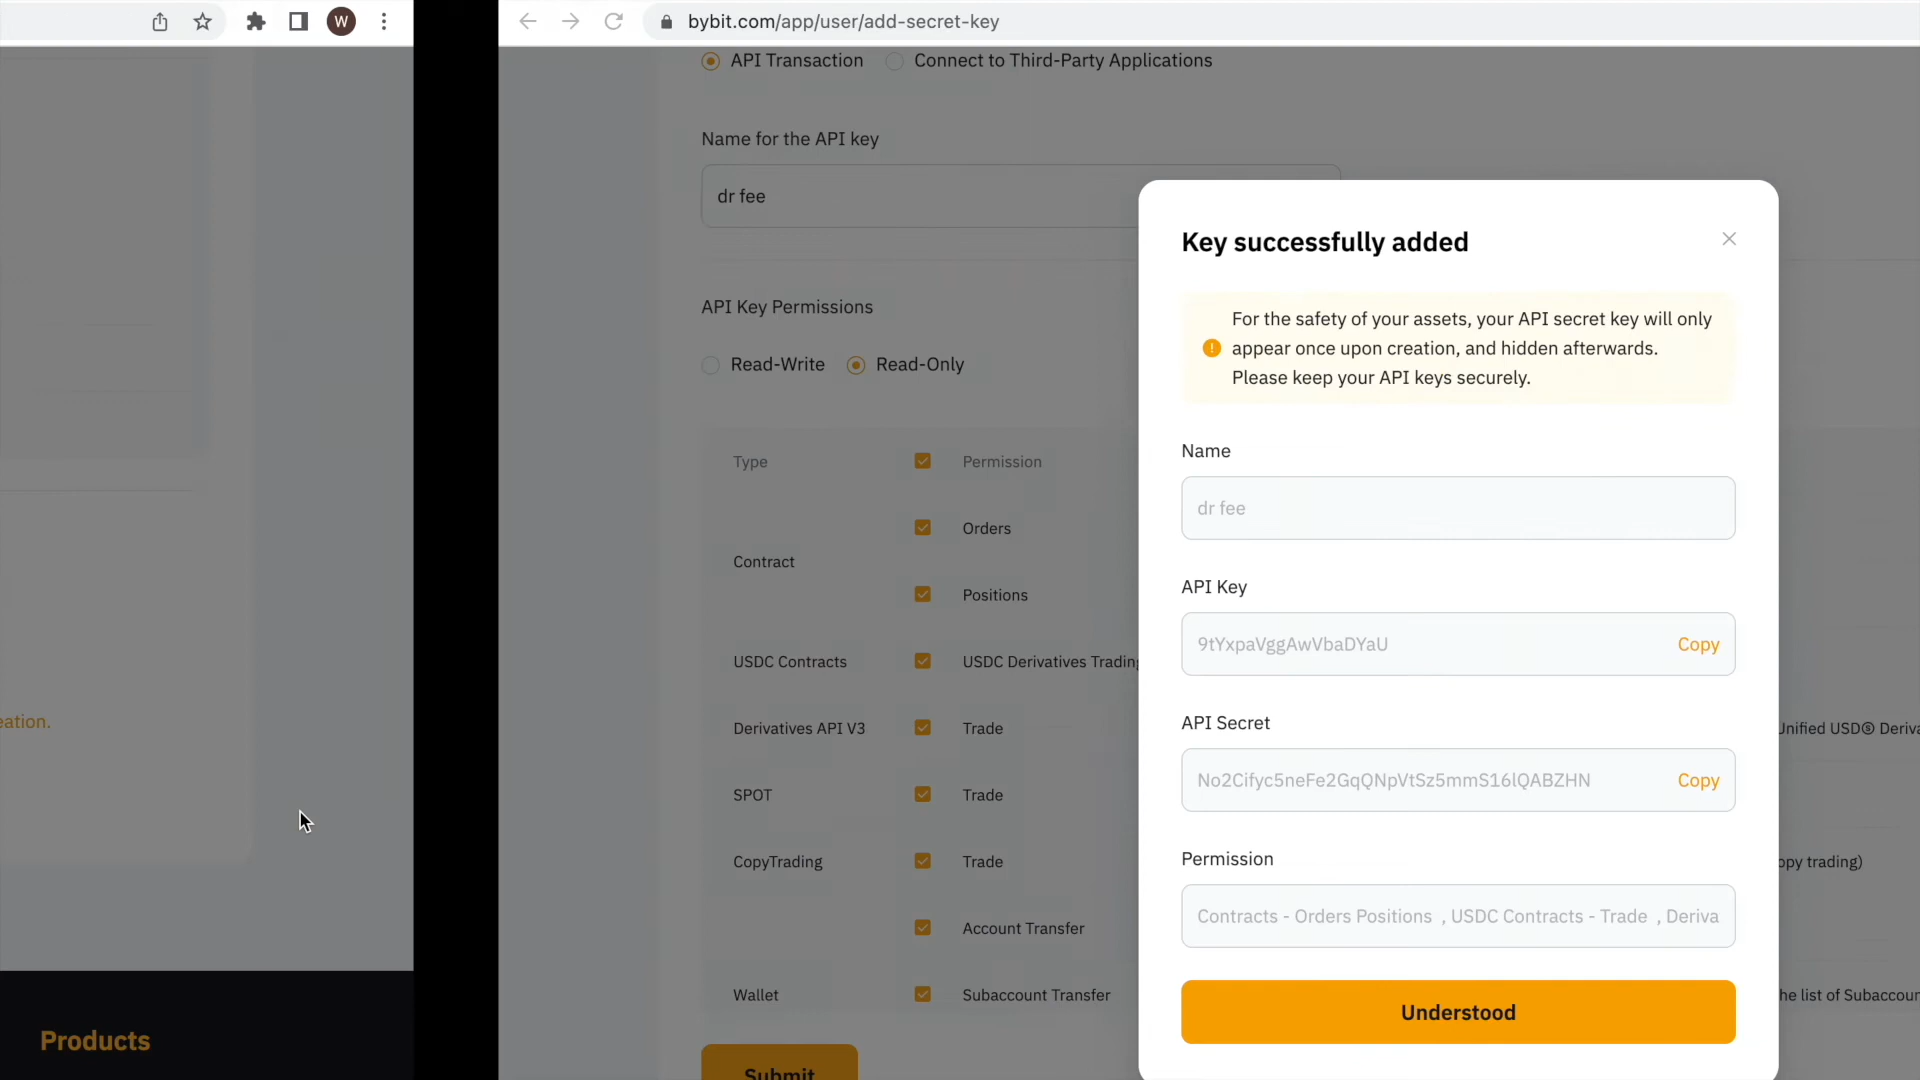 W
bybit.com/app/user/add-secret-key
API Transaction
Connect to Third-Party Applications
Name for the API key
dr fee
API Key Permissions
Read-Write
Read-Only
Type
Permission
Contract
Orders
Positions
USDC Contracts
USDC Derivatives Trading
Derivatives API V3
Trade
Unified USD® Deriva
SPOT
Trade
CopyTrading
Trade
opy trading)
Account Transfer
Wallet
Subaccount Transfer
he list of Subaccoun
Submit
Key successfully added
For the safety of your assets, your API secret key will only
appear once upon creation, and hidden afterwards.
Please keep your API keys securely.
Name
dr fee
API Key
9tYxpaVggAwVbaDYaU
Copy
API Secret
No2Cifyc5neFe2GqQNpVtSz5mmS16lQABZHN
Copy
Permission
Contracts - Orders Positions , USDC Contracts - Trade , Deriva
Understood
eation.
Products